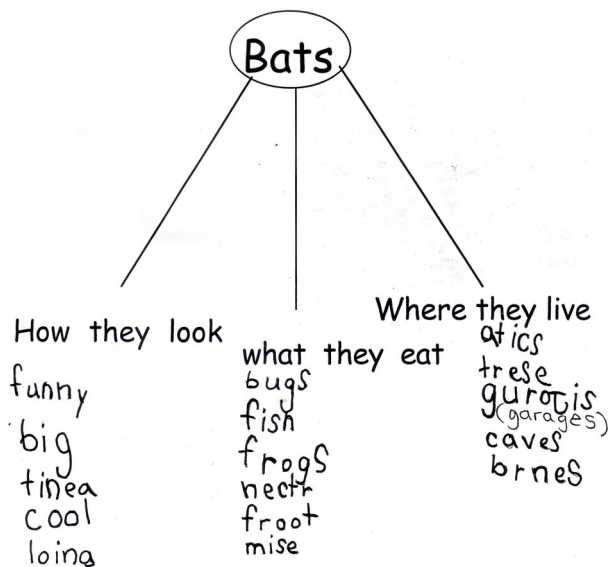 Bats
How they look
funny
big
tinea
cool
loing
what they eat
bugs
fish
frogs
nectr
froot
mise
Where they live
atics
trese
gurotis
(garages)
caves
brnes